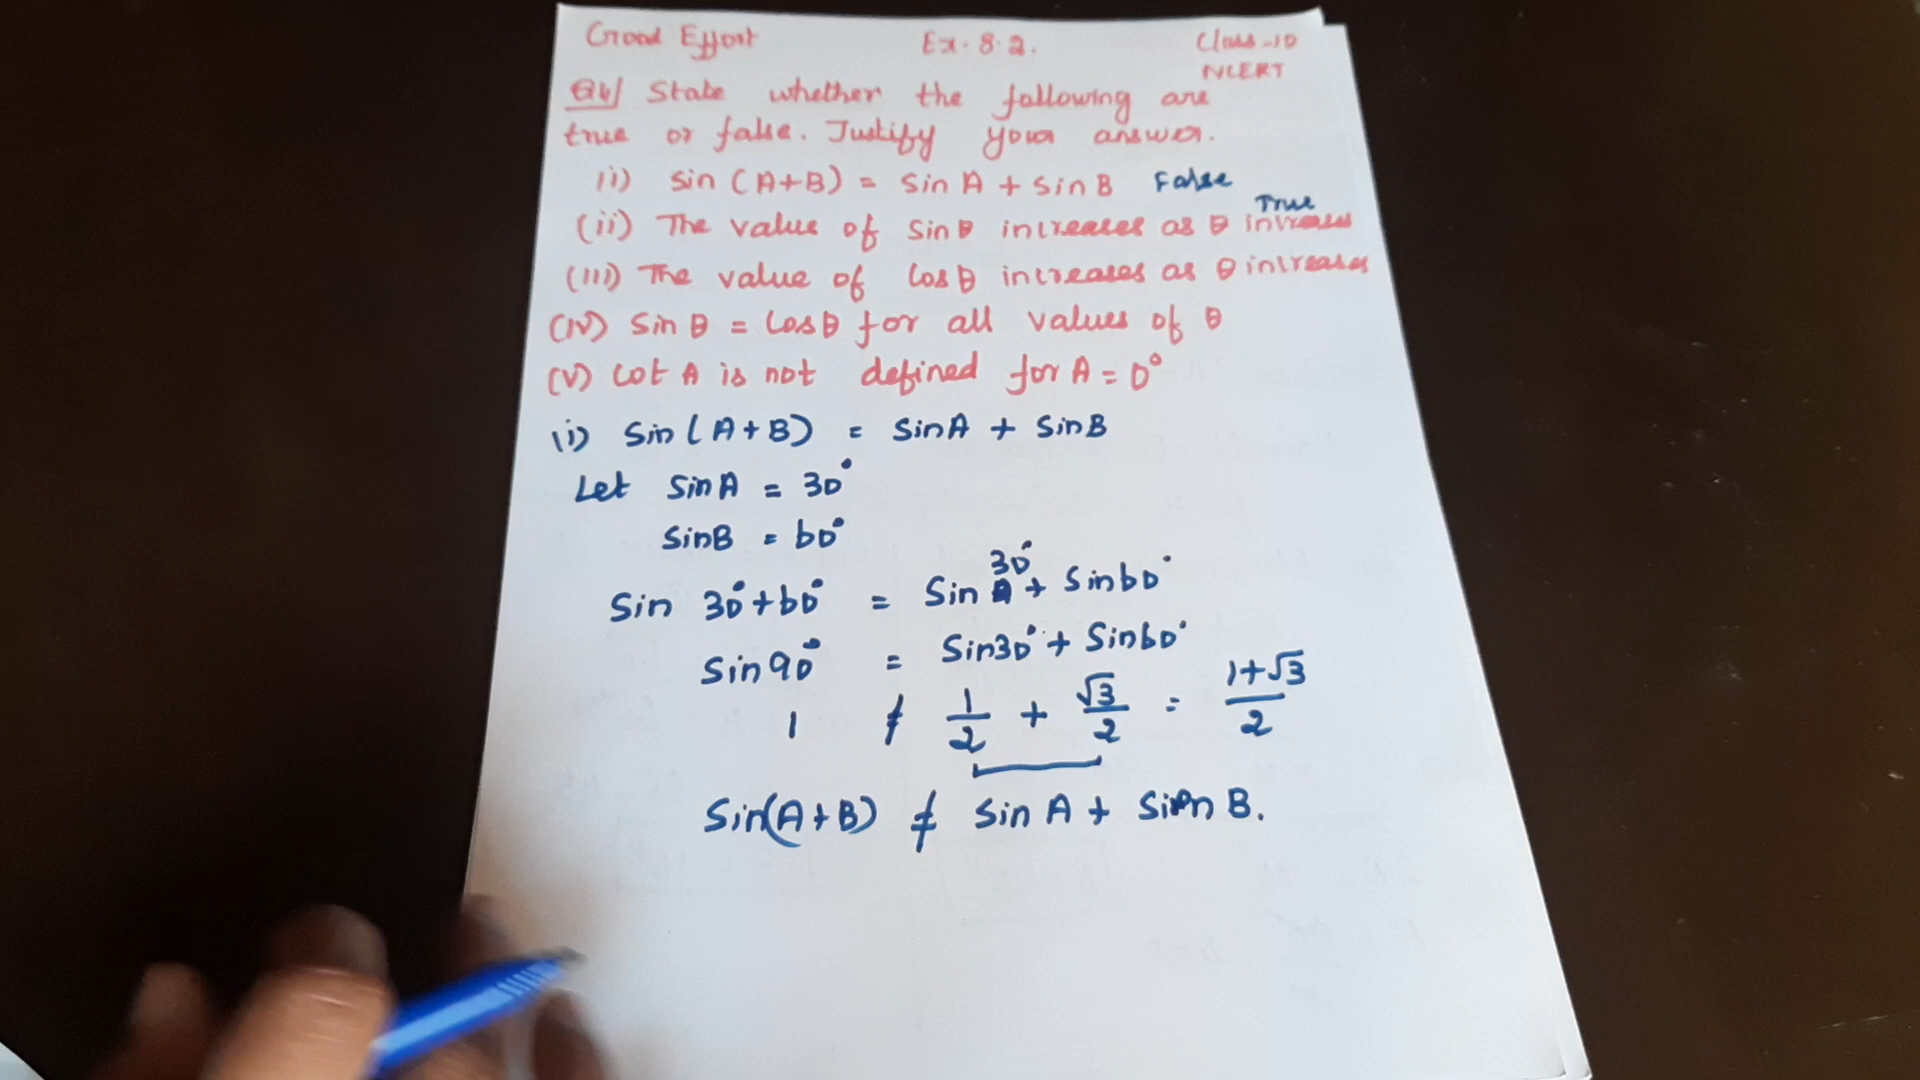 Good Effort Ex. 8.2. Class-10
NCERT
Q4/ State whether the following are
true or false. Justify your answer.
(i) sin (A+B) = sin A + sin B False
True
(ii) The value of sin θ increases as θ increases
(iii) The value of cos θ increases as θ increases
(iv) sin θ = cos θ for all values of θ
(v) cot A is not defined for A = 0°
(i) Sin (A+B) = SinA + SinB
Let SinA = 30°
SinB = 60°
Sin 30°+60° = Sin 30° + Sin60°
Sin90° = Sin30° + Sin60°
1 ≠ 1/2 + √3/2 = (1+√3)/2
Sin(A+B) ≠ Sin A + Sin B.